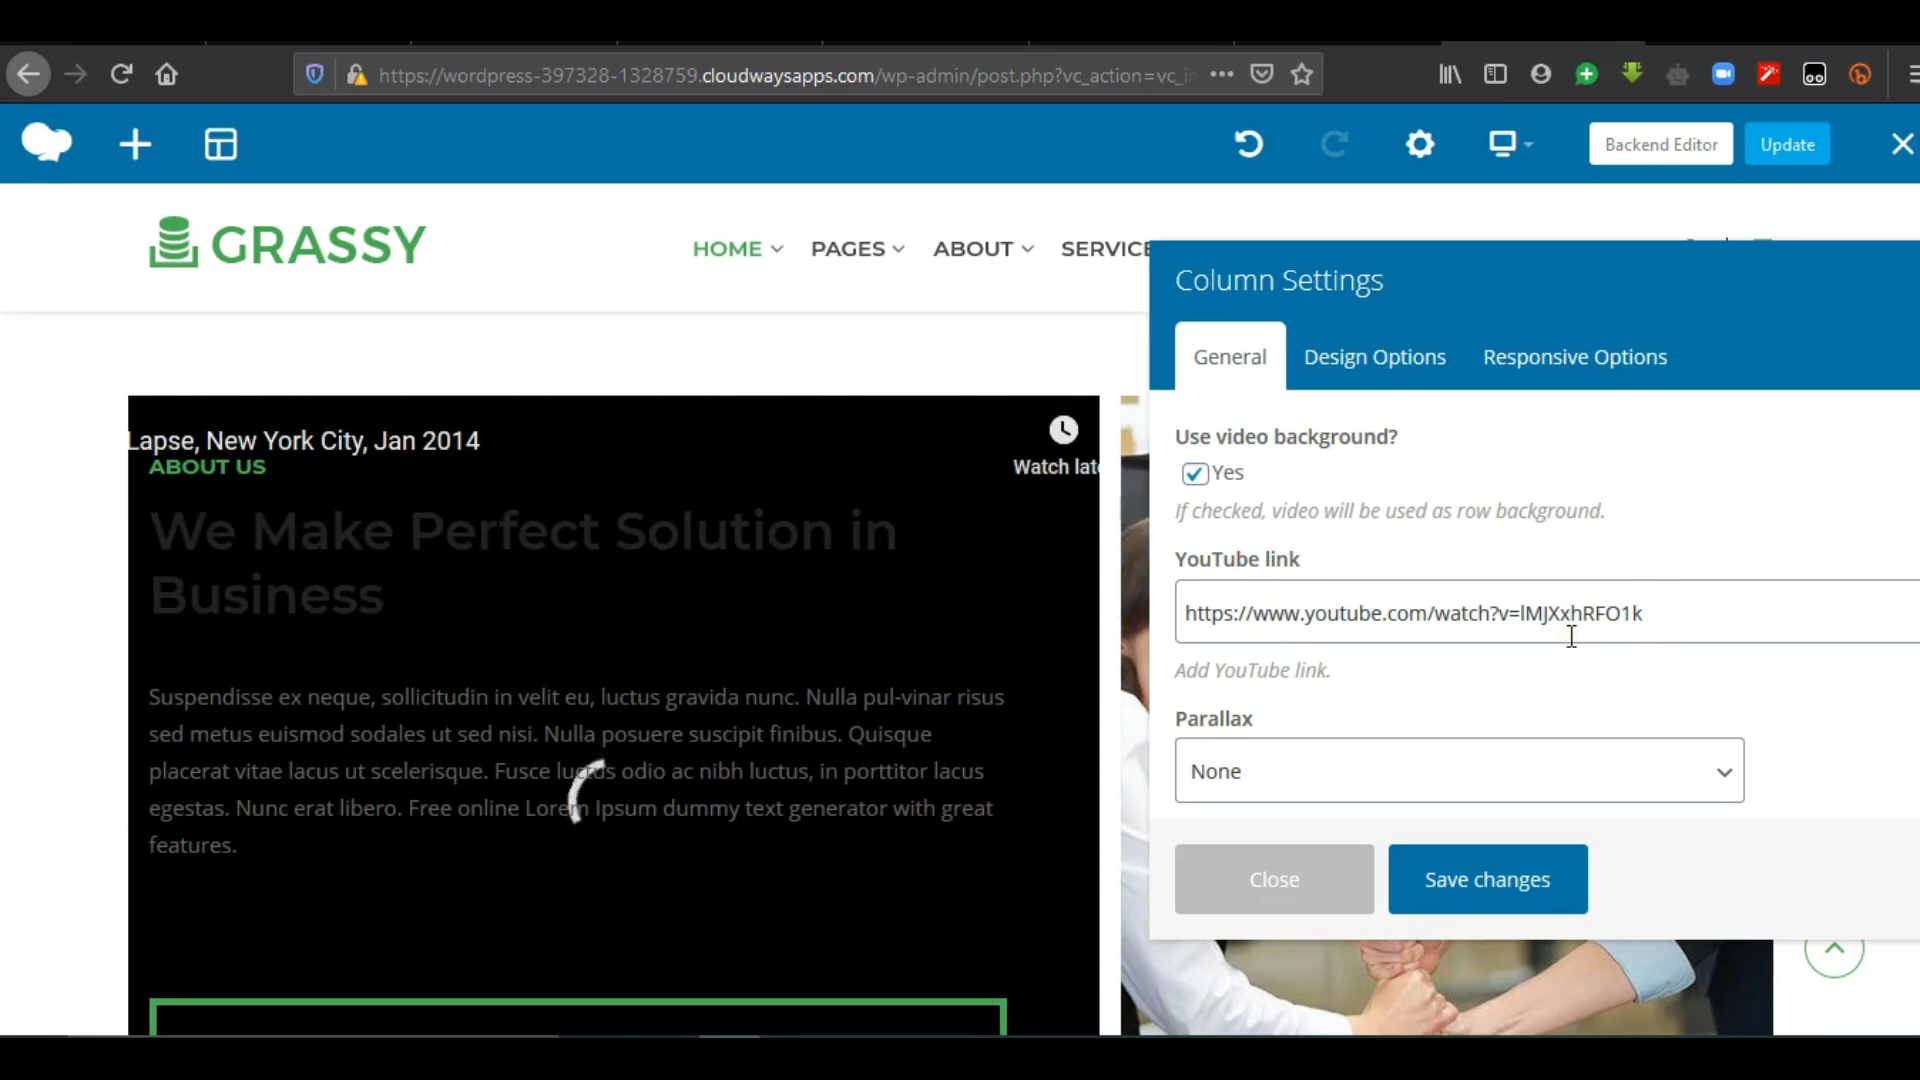 https://wordpress-397328-1328759.cloudwaysapps.com/wp-admin/post.php?vc_action=vc_i
Backend Editor
Update
GRASSY
HOME
PAGES
ABOUT
SERVICE
Column Settings
General
Design Options
Responsive Options
Lapse, New York City, Jan 2014
Watch late
ABOUT US
We Make Perfect Solution in
Business
Suspendisse ex neque, sollicitudin in velit eu, luctus gravida nunc. Nulla pul-vinar risus
sed metus euismod sodales ut sed nisi. Nulla posuere suscipit finibus. Quisque
placerat vitae lacus ut scelerisque. Fusce luctus odio ac nibh luctus, in porttitor lacus
egestas. Nunc erat libero. Free online Lorem Ipsum dummy text generator with great
features.
Use video background?
Yes
If checked, video will be used as row background.
YouTube link
https://www.youtube.com/watch?v=lMJXxhRFO1k
Add YouTube link.
Parallax
None
Close
Save changes